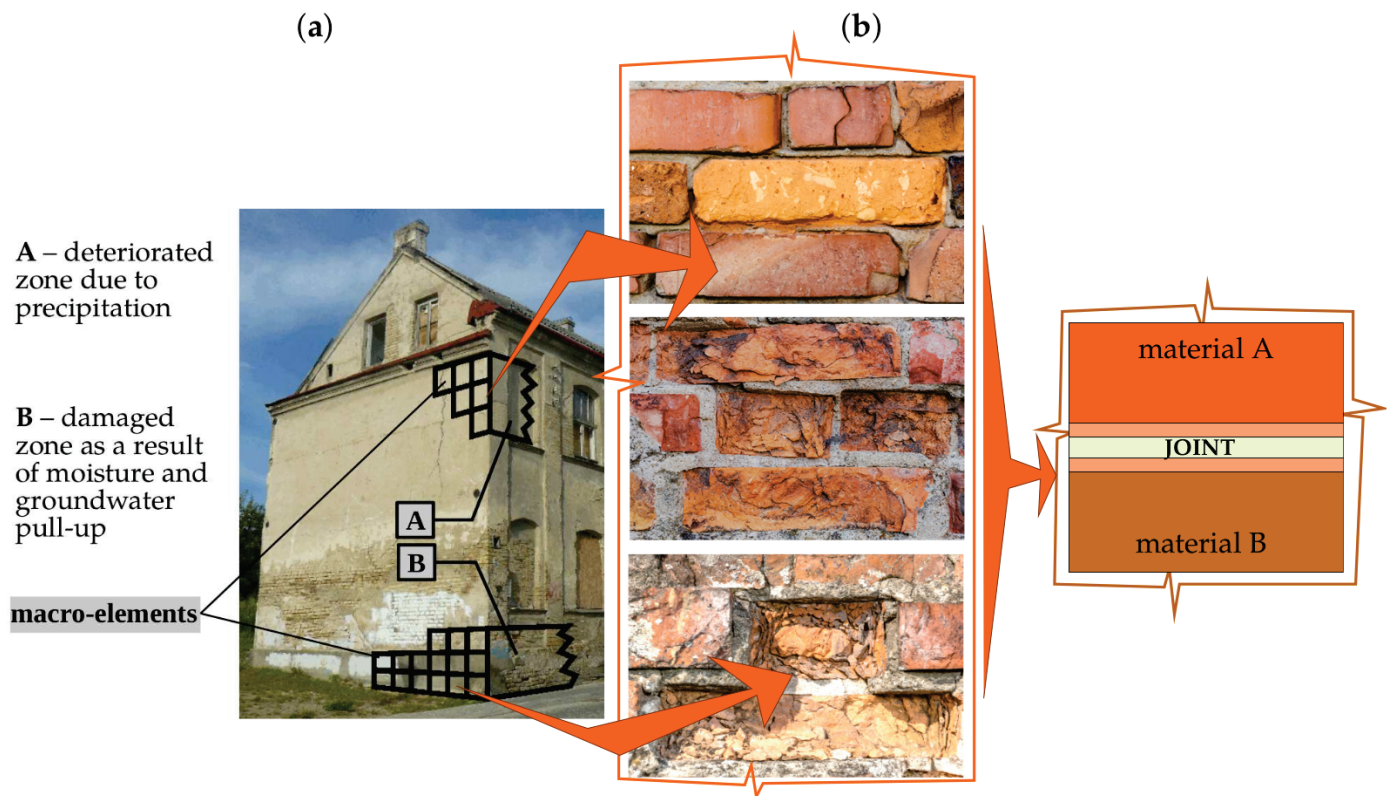 (a)
(b)
A – deteriorated
zone due to
precipitation
B – damaged
zone as a result
of moisture and
groundwater
pull-up
macro-elements
A
B
material A
JOINT
material B